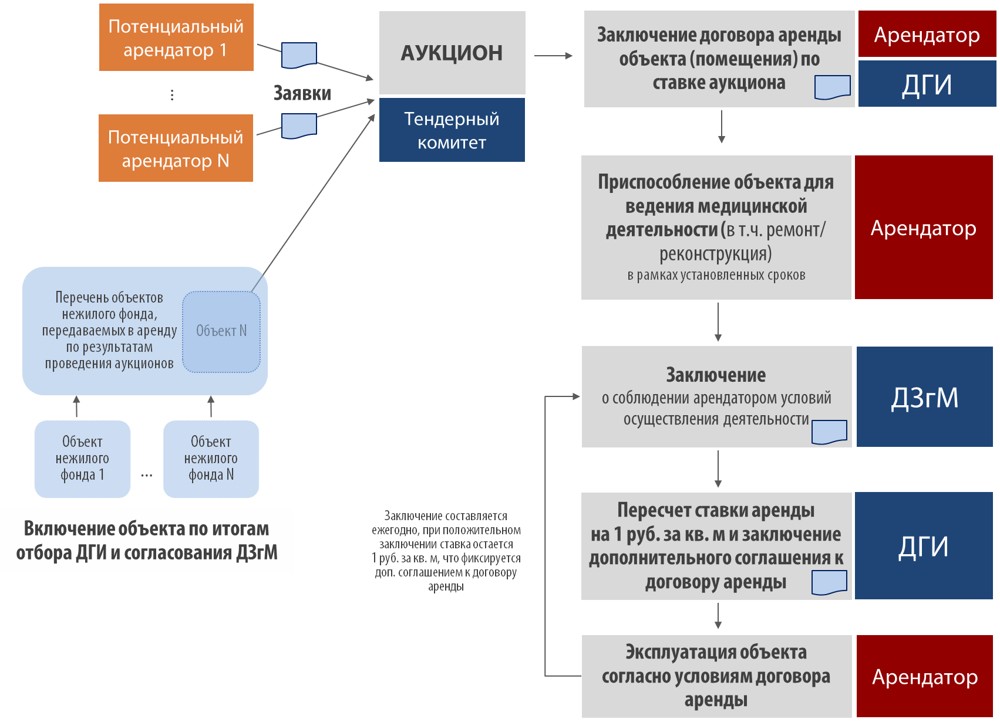 Потенциальный
арендатор 1
⋮
Потенциальный
арендатор N
Заявки
АУКЦИОН
Тендерный
комитет
Заключение договора аренды
объекта (помещения) по
ставке аукциона
Арендатор
ДГИ
Приспособление объекта для
ведения медицинской
деятельности (в т.ч. ремонт/
реконструкция)
в рамках установленных сроков
Арендатор
Перечень объектов
нежилого фонда,
передаваемых в аренду
по результатам
проведения аукционов
Объект N
Объект
нежилого
фонда 1
...
Объект
нежилого
фонда N
Включение объекта по итогам
отбора ДГИ и согласования ДЗгМ
Заключение
о соблюдении арендатором условий
осуществления деятельности
ДЗгМ
Заключение составляется
ежегодно, при положительном
заключении ставка остается
1 руб. за кв. м, что фиксируется
доп. соглашением к договору
аренды
Пересчет ставки аренды
на 1 руб. за кв. м и заключение
дополнительного соглашения к
договору аренды
ДГИ
Эксплуатация объекта
согласно условиям договора
аренды
Арендатор